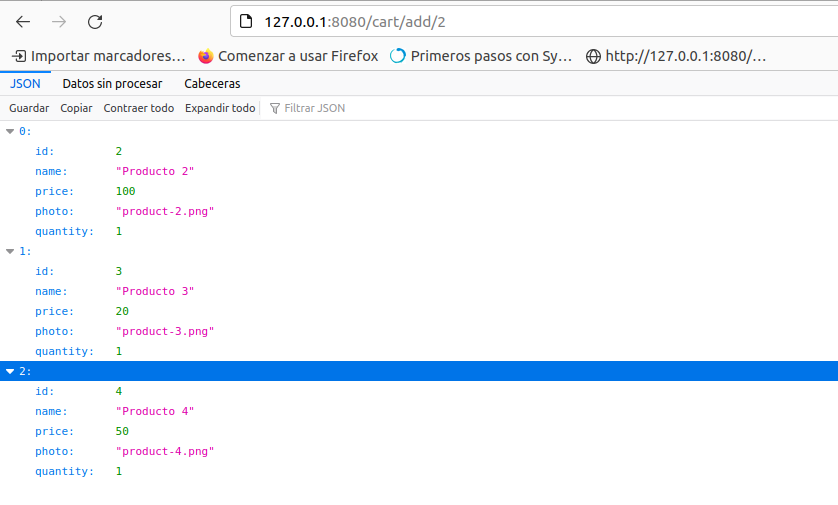 127.0.0.1:8080/cart/add/2
Importar marcadores... Comenzar a usar Firefox Primeros pasos con Sy... http://127.0.0.1:8080/...
JSON Datos sin procesar Cabeceras
Guardar Copiar Contraer todo Expandir todo Filtrar JSON
0:
id: 2
name: "Producto 2"
price: 100
photo: "product-2.png"
quantity: 1
1:
id: 3
name: "Producto 3"
price: 20
photo: "product-3.png"
quantity: 1
2:
id: 4
name: "Producto 4"
price: 50
photo: "product-4.png"
quantity: 1